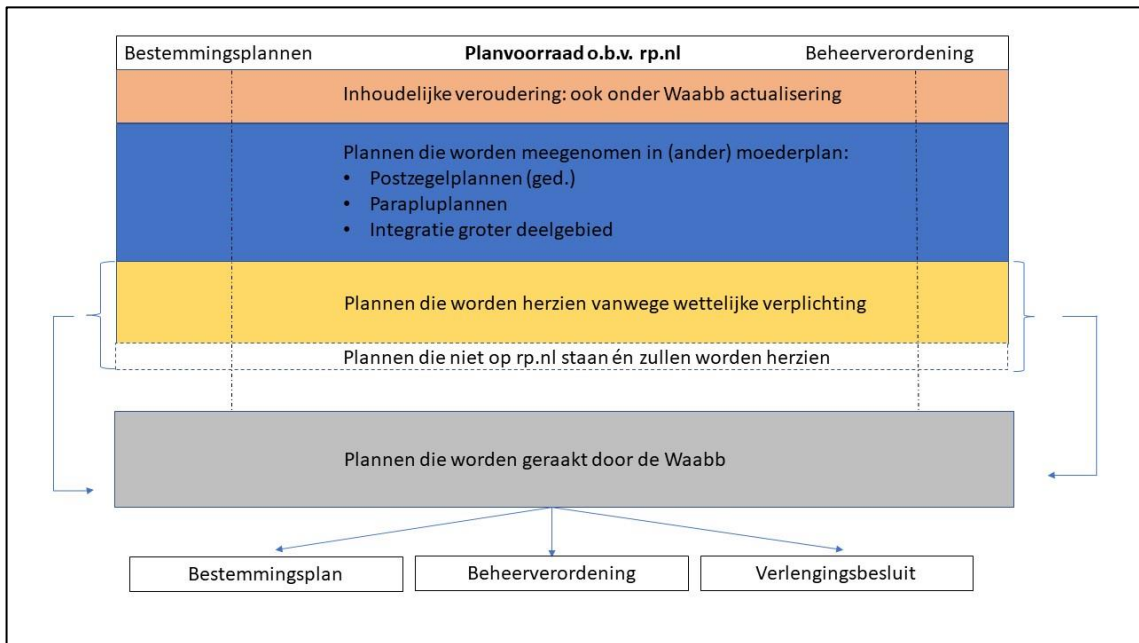 Bestemmingsplannen Planvoorraad o.b.v. rp.nl Beheerverordening
Inhoudelijke veroudering: ook onder Waabb actualisering
Plannen die worden meegenomen in (ander) moederplan:
• Postzegelplannen (ged.)
• Parapluplannen
• Integratie groter deelgebied
Plannen die worden herzien vanwege wettelijke verplichting
Plannen die niet op rp.nl staan én zullen worden herzien
Plannen die worden geraakt door de Waabb
Bestemmingsplan Beheerverordening Verlengingsbesluit